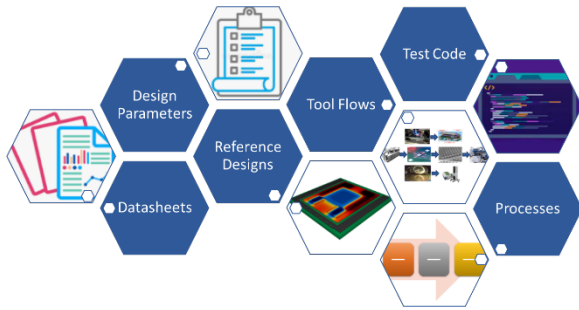 Design
Parameters
Datasheets
Reference
Designs
Tool Flows
Test Code
Processes